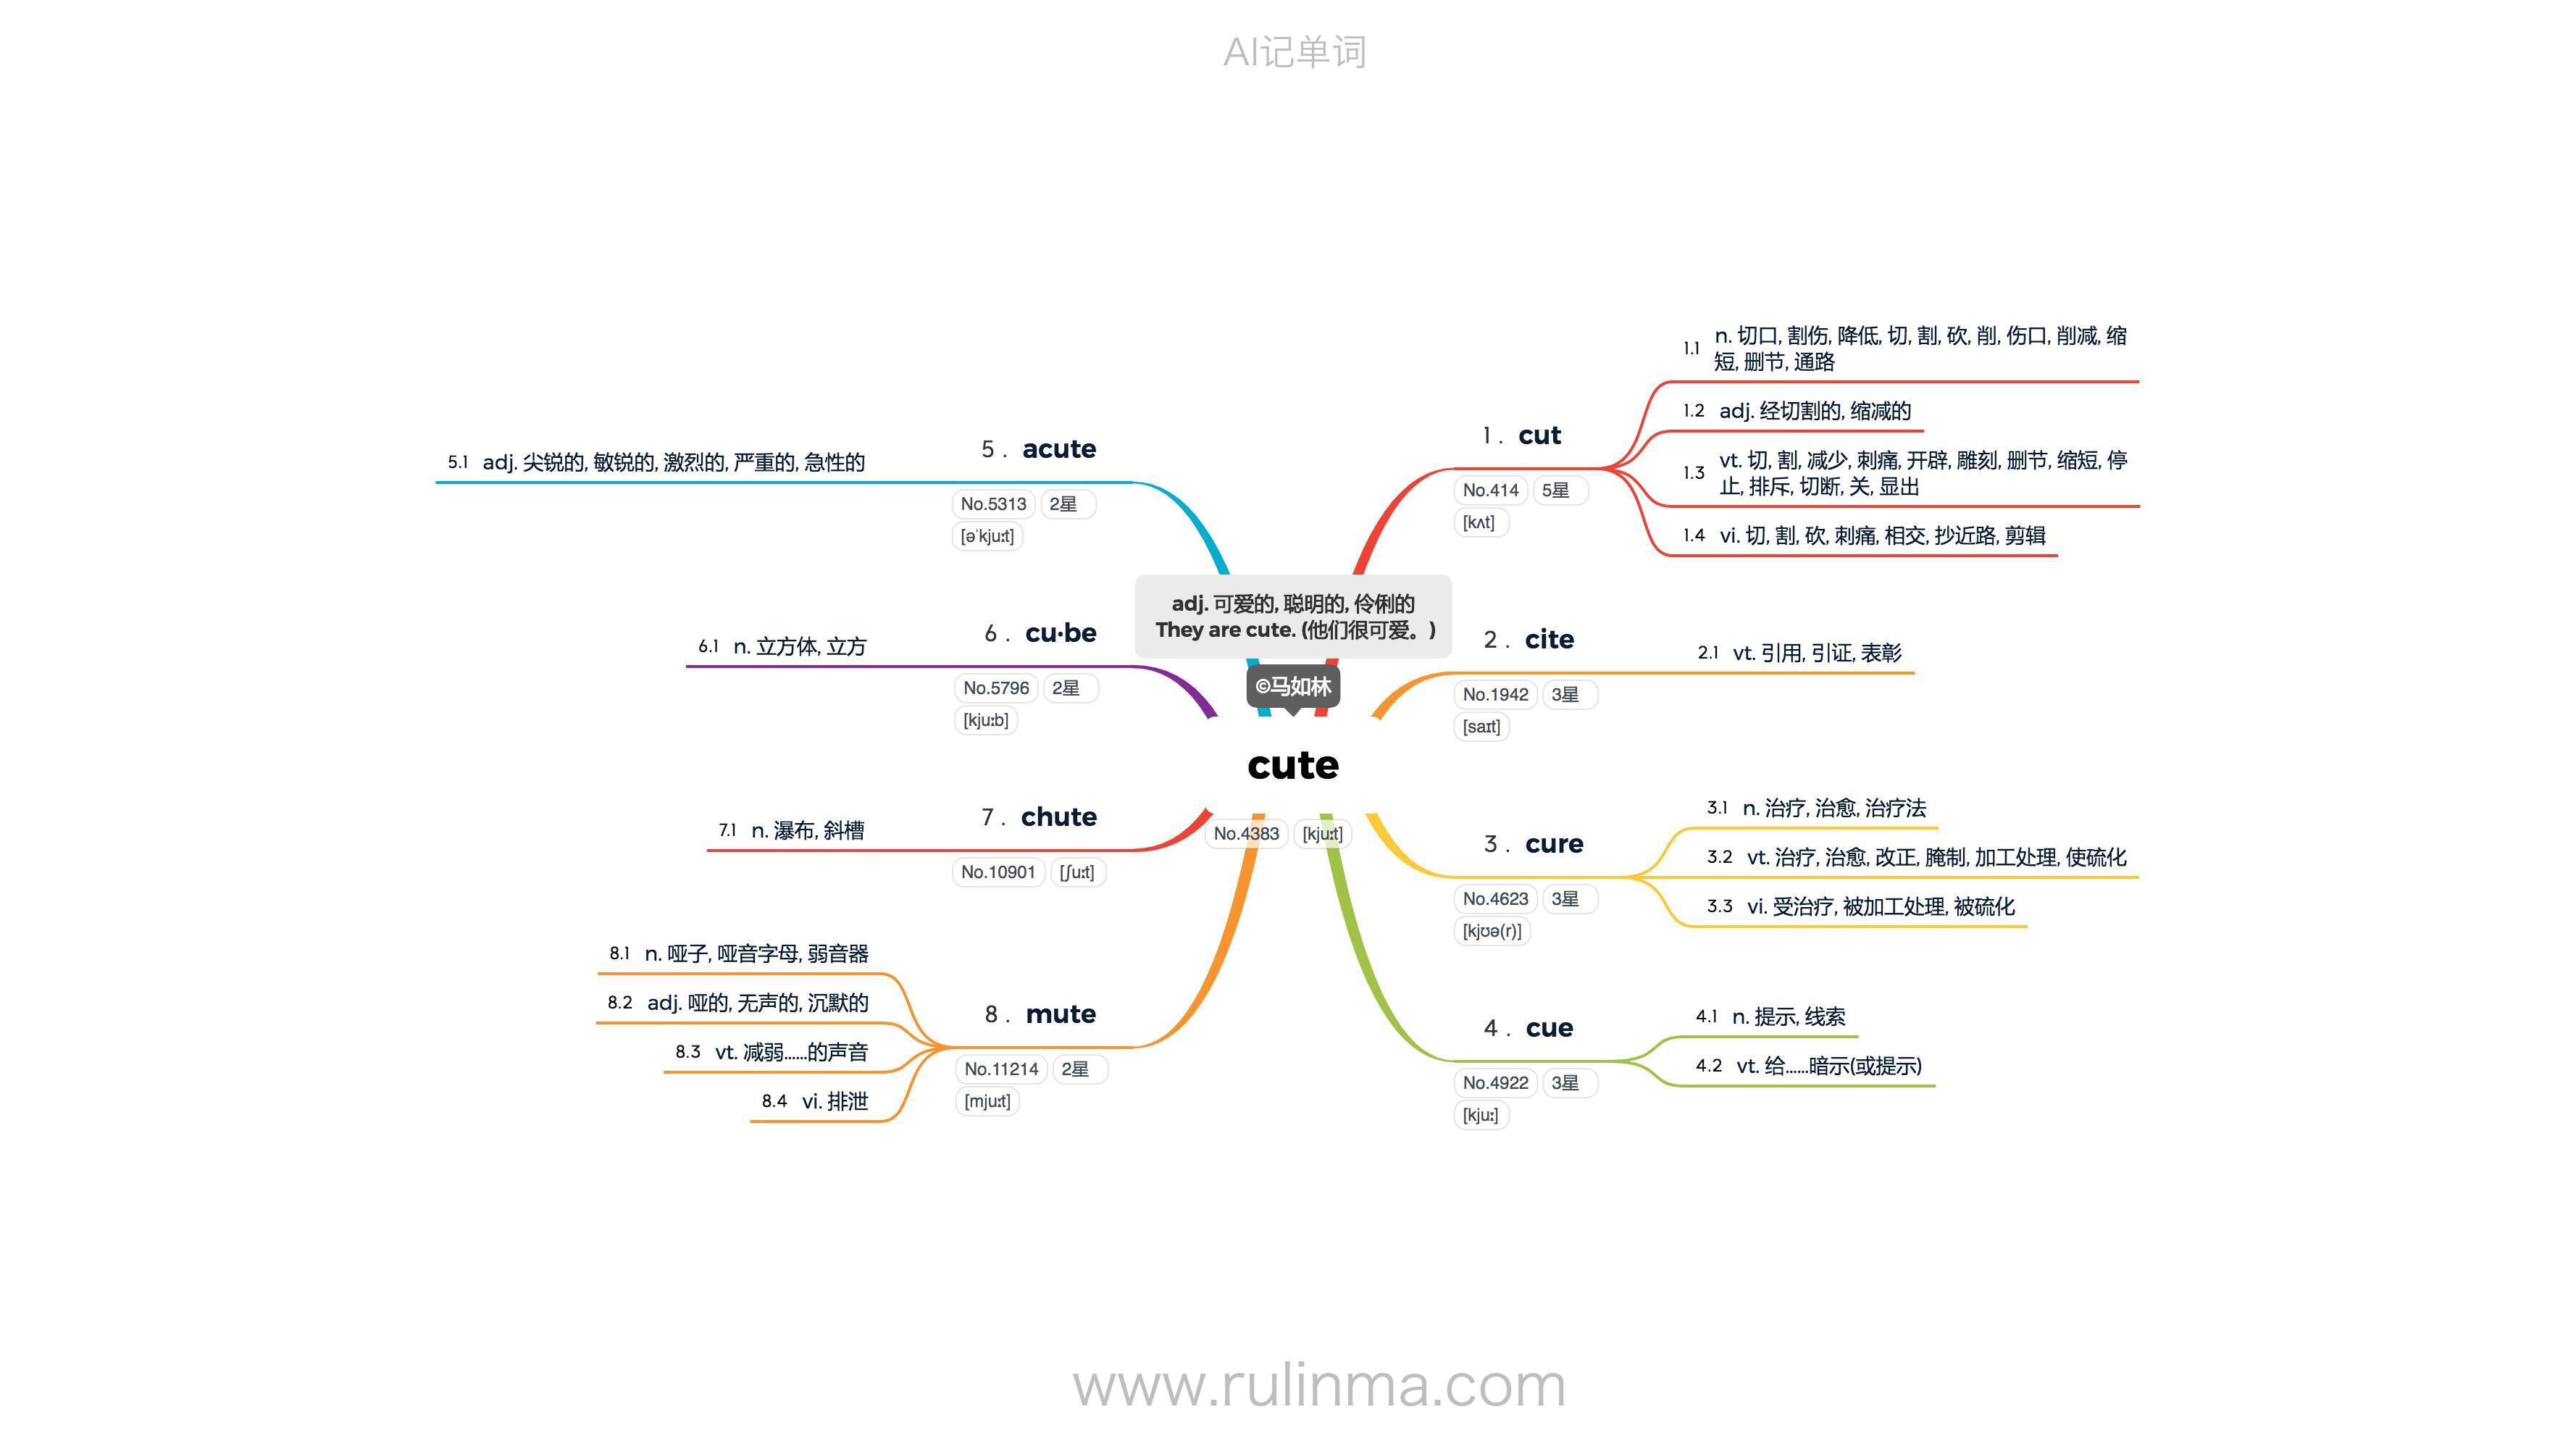 AI记单词
adj. 可爱的, 聪明的, 伶俐的
They are cute. (他们很可爱。)
©马如林
cute
No.4383 [kjuːt]
1. cut
No.414 5星
[kʌt]
1.1 n. 切口, 割伤, 降低, 切, 割, 砍, 削, 伤口, 削减, 缩
短, 删节, 通路
1.2 adj. 经切割的, 缩减的
1.3 vt. 切, 割, 减少, 刺痛, 开辟, 雕刻, 删节, 缩短, 停
止, 排斥, 切断, 关, 显出
1.4 vi. 切, 割, 砍, 刺痛, 相交, 抄近路, 剪辑
2. cite
No.1942 3星
[saɪt]
2.1 vt. 引用, 引证, 表彰
3. cure
No.4623 3星
[kjʊə(r)]
3.1 n. 治疗, 治愈, 治疗法
3.2 vt. 治疗, 治愈, 改正, 腌制, 加工处理, 使硫化
3.3 vi. 受治疗, 被加工处理, 被硫化
4. cue
No.4922 3星
[kjuː]
4.1 n. 提示, 线索
4.2 vt. 给……暗示(或提示)
5. acute
No.5313 2星
[əˈkjuːt]
5.1 adj. 尖锐的, 敏锐的, 激烈的, 严重的, 急性的
6. cu·be
No.5796 2星
[kjuːb]
6.1 n. 立方体, 立方
7. chute
No.10901 [ʃuːt]
7.1 n. 瀑布, 斜槽
8. mute
No.11214 2星
[mjuːt]
8.1 n. 哑子, 哑音字母, 弱音器
8.2 adj. 哑的, 无声的, 沉默的
8.3 vt. 减弱……的声音
8.4 vi. 排泄
www.rulinma.com